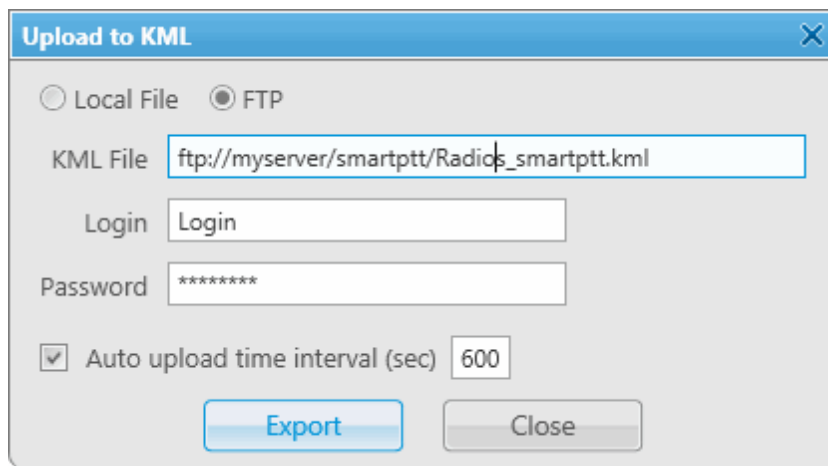 Upload to KML
Local File FTP
KML File ftp://myserver/smartptt/Radios_smartptt.kml
Login Login
Password ********
Auto upload time interval (sec) 600
Export Close